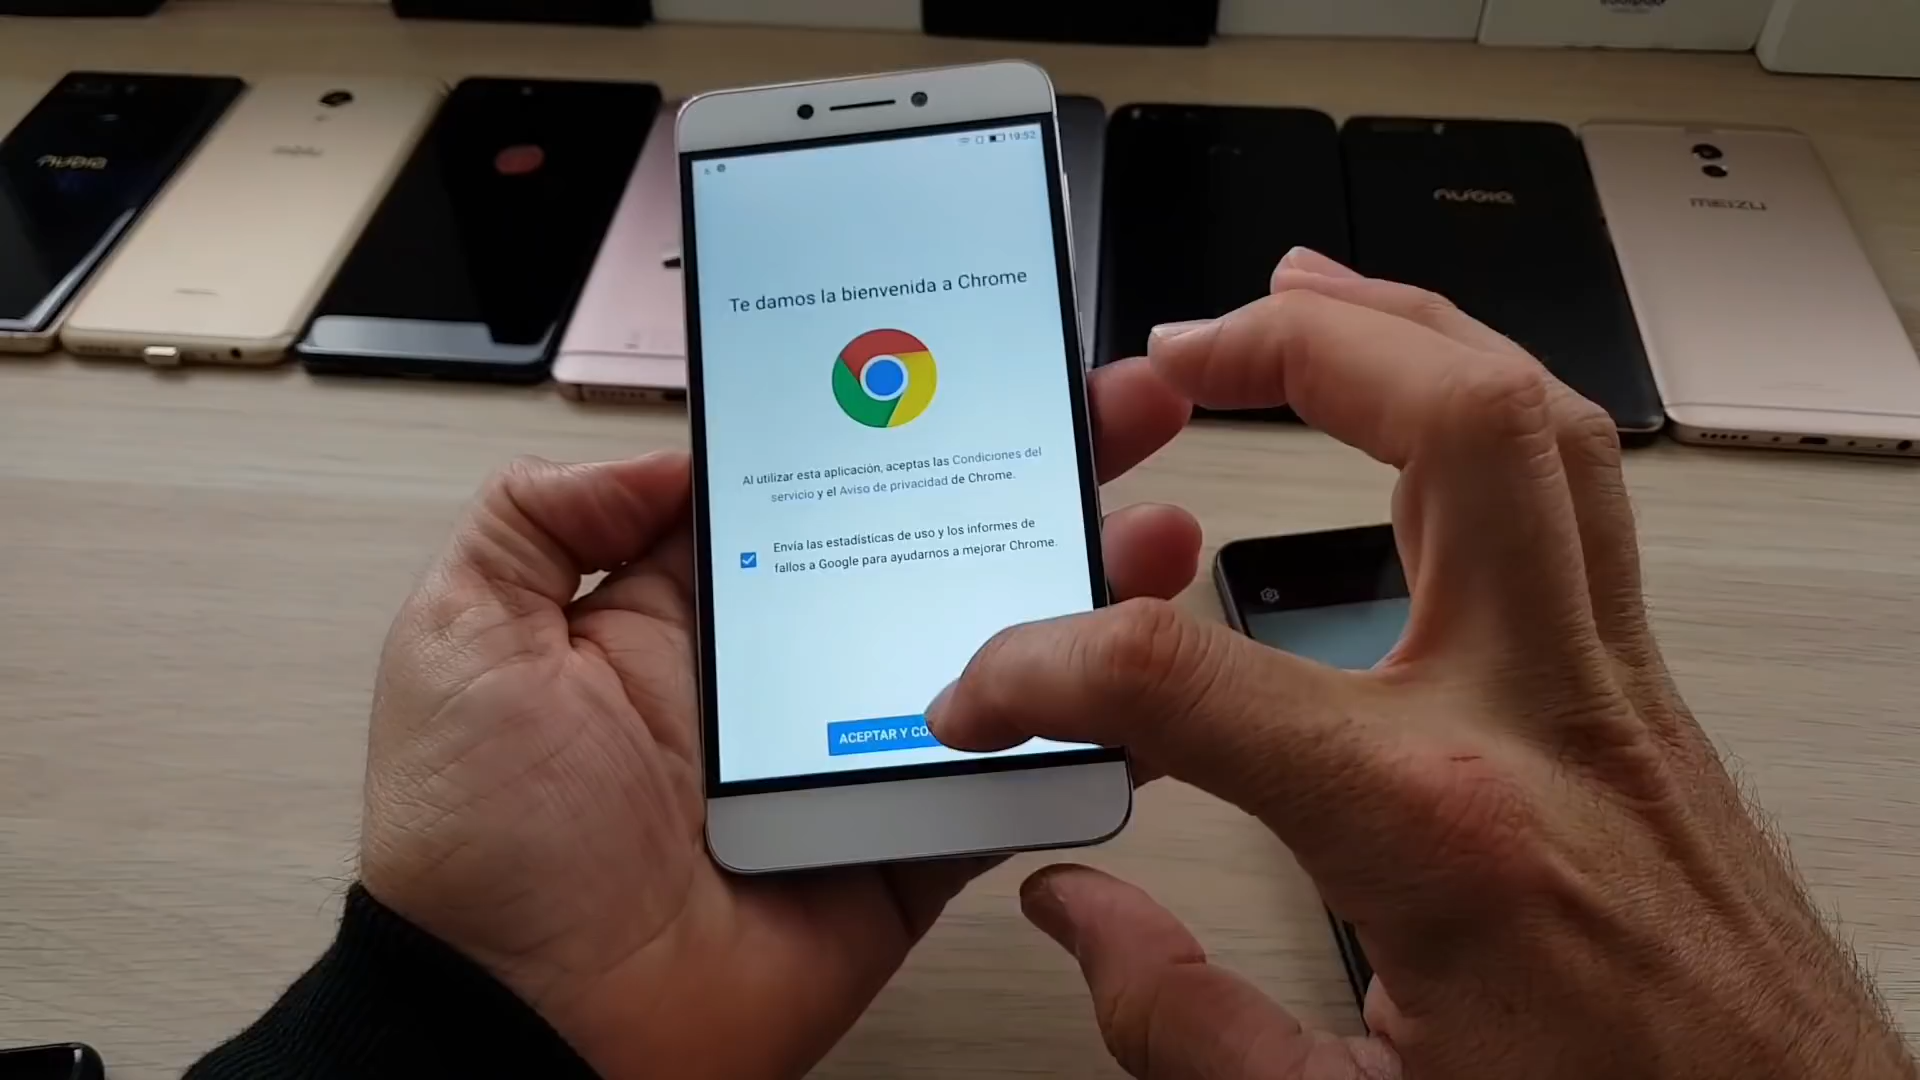 nubia
19:52
Te damos la bienvenida a Chrome
nubia
MEIZU
Al utilizar esta aplicación, aceptas las Condiciones del
servicio y el Aviso de privacidad de Chrome.
Envía las estadísticas de uso y los informes de
fallos a Google para ayudarnos a mejorar Chrome.
ACEPTAR Y CO